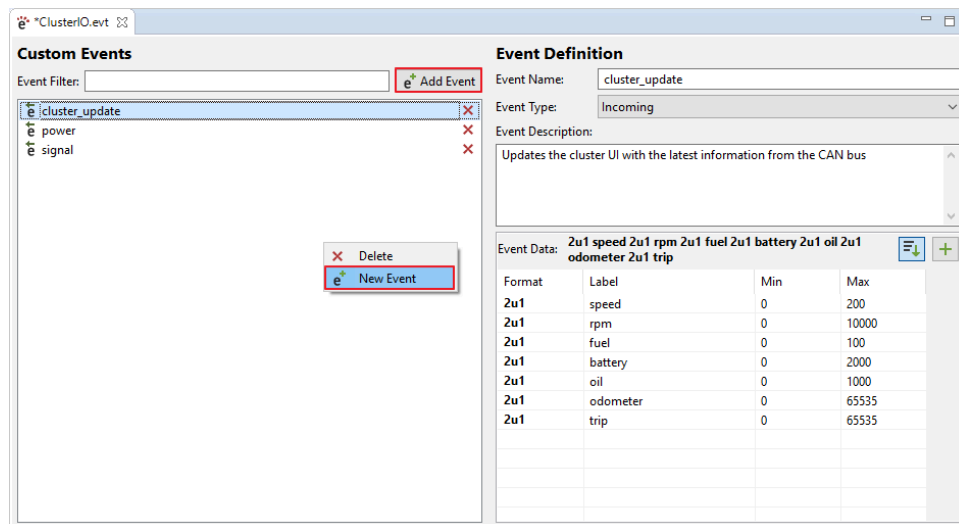 *ClusterIO.evt
Custom Events
Event Filter:
Add Event
cluster_update
power
signal
Delete
New Event
Event Definition
Event Name: cluster_update
Event Type: Incoming
Event Description:
Updates the cluster UI with the latest information from the CAN bus
Event Data: 2u1 speed 2u1 rpm 2u1 fuel 2u1 battery 2u1 oil 2u1
odometer 2u1 trip
Format Label Min Max
2u1 speed 0 200
2u1 rpm 0 10000
2u1 fuel 0 100
2u1 battery 0 2000
2u1 oil 0 1000
2u1 odometer 0 65535
2u1 trip 0 65535